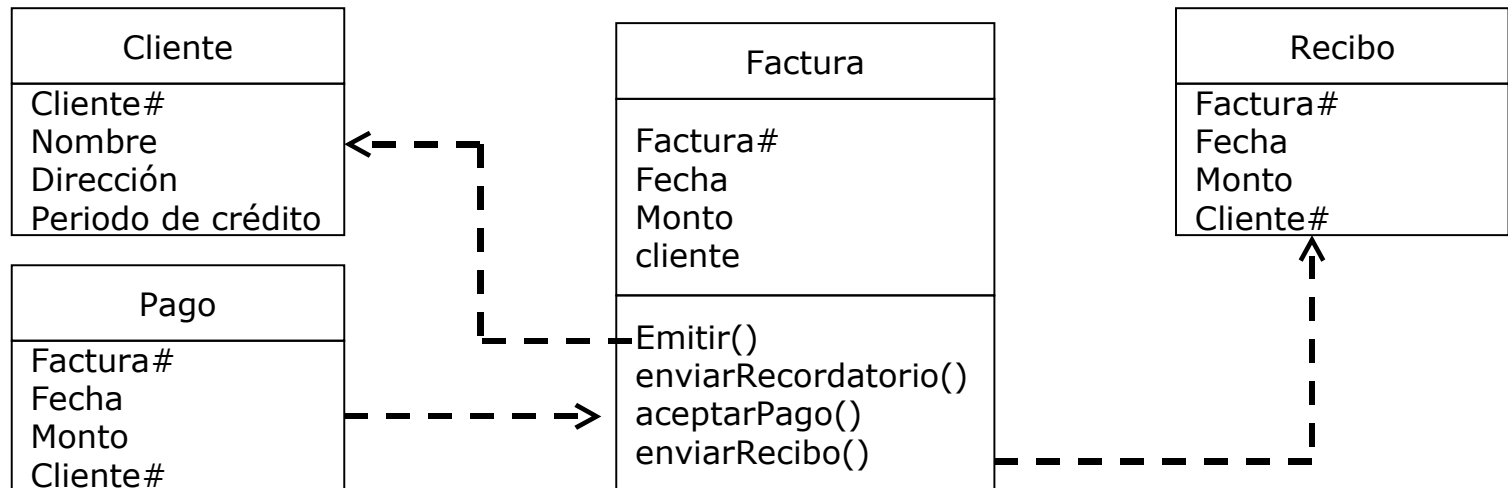 Cliente
Cliente#
Nombre
Dirección
Periodo de crédito
Pago
Factura#
Fecha
Monto
Cliente#
Factura
Factura#
Fecha
Monto
cliente
Emitir()
enviarRecordatorio()
aceptarPago()
enviarRecibo()
Recibo
Factura#
Fecha
Monto
Cliente#